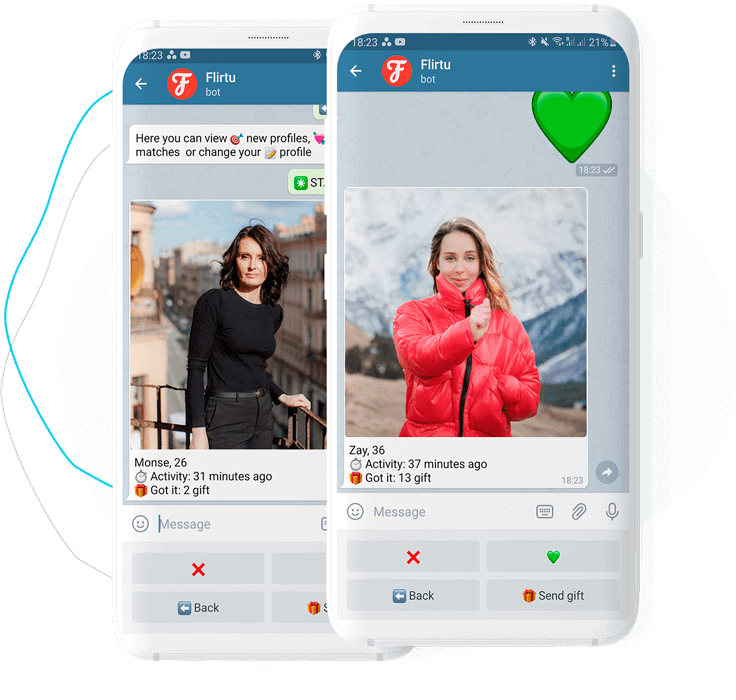 18:23
Flirtu
bot
Here you can view 🎯 new profiles, 💘
matches or change your 📝 profile
Monse, 26
⏱ Activity: 31 minutes ago
🎁 Got it: 2 gift
Message
❌
⬅ Back
18:23
21%
Flirtu
bot
18:23
Zay, 36
⏱ Activity: 37 minutes ago
🎁 Got it: 13 gift
18:23
Message
❌
💚
⬅ Back
🎁 Send gift